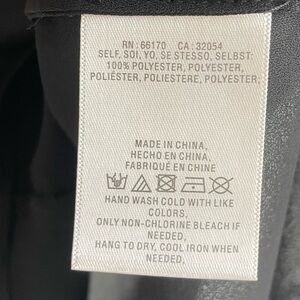 RN : 66170 CA : 32054
SELF, SOI, YO, SE STESSO, SELBST:
100% POLYESTER, POLYESTER,
POLIÉSTER, POLIESTERE, POLYESTER;
MADE IN CHINA,
HECHO EN CHINA,
FABRIQUÉ EN CHINE
HAND WASH COLD WITH LIKE
COLORS,
ONLY NON-CHLORINE BLEACH IF
NEEDED,
HANG TO DRY, COOL IRON WHEN
NEEDED,